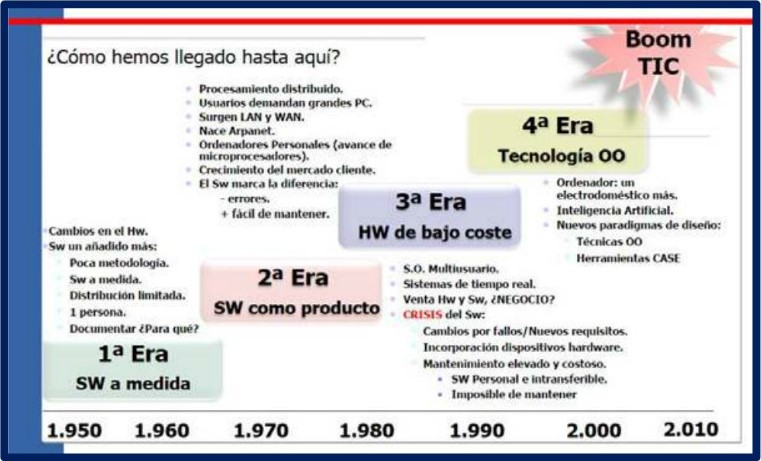 ¿Cómo hemos llegado hasta aquí?
Boom
TIC
Procesamiento distribuido.
Usuarios demandan grandes PC.
Surgen LAN y WAN.
Nace Arpanet.
Ordenadores Personales (avance de
microprocesadores).
Crecimiento del mercado cliente.
El Sw marca la diferencia:
- errores.
+ fácil de mantener.
4ª Era
Tecnología OO
Ordenador: un
electrodoméstico más.
Inteligencia Artificial.
Nuevos paradigmas de diseño:
Técnicas OO
Herramientas CASE
3ª Era
HW de bajo coste
Cambios en el Hw.
Sw un añadido más:
Poca metodología.
Sw a medida.
Distribución limitada.
1 persona.
Documentar ¿Para qué?
2ª Era
SW como producto
S.O. Multiusuario.
Sistemas de tiempo real.
Venta Hw y Sw, ¿NEGOCIO?
CRISIS del Sw:
Cambios por fallos/Nuevos requisitos.
Incorporación dispositivos hardware.
Mantenimiento elevado y costoso.
SW Personal e intransferible.
Imposible de mantener
1ª Era
SW a medida
1.950 1.960 1.970 1.980 1.990 2.000 2.010